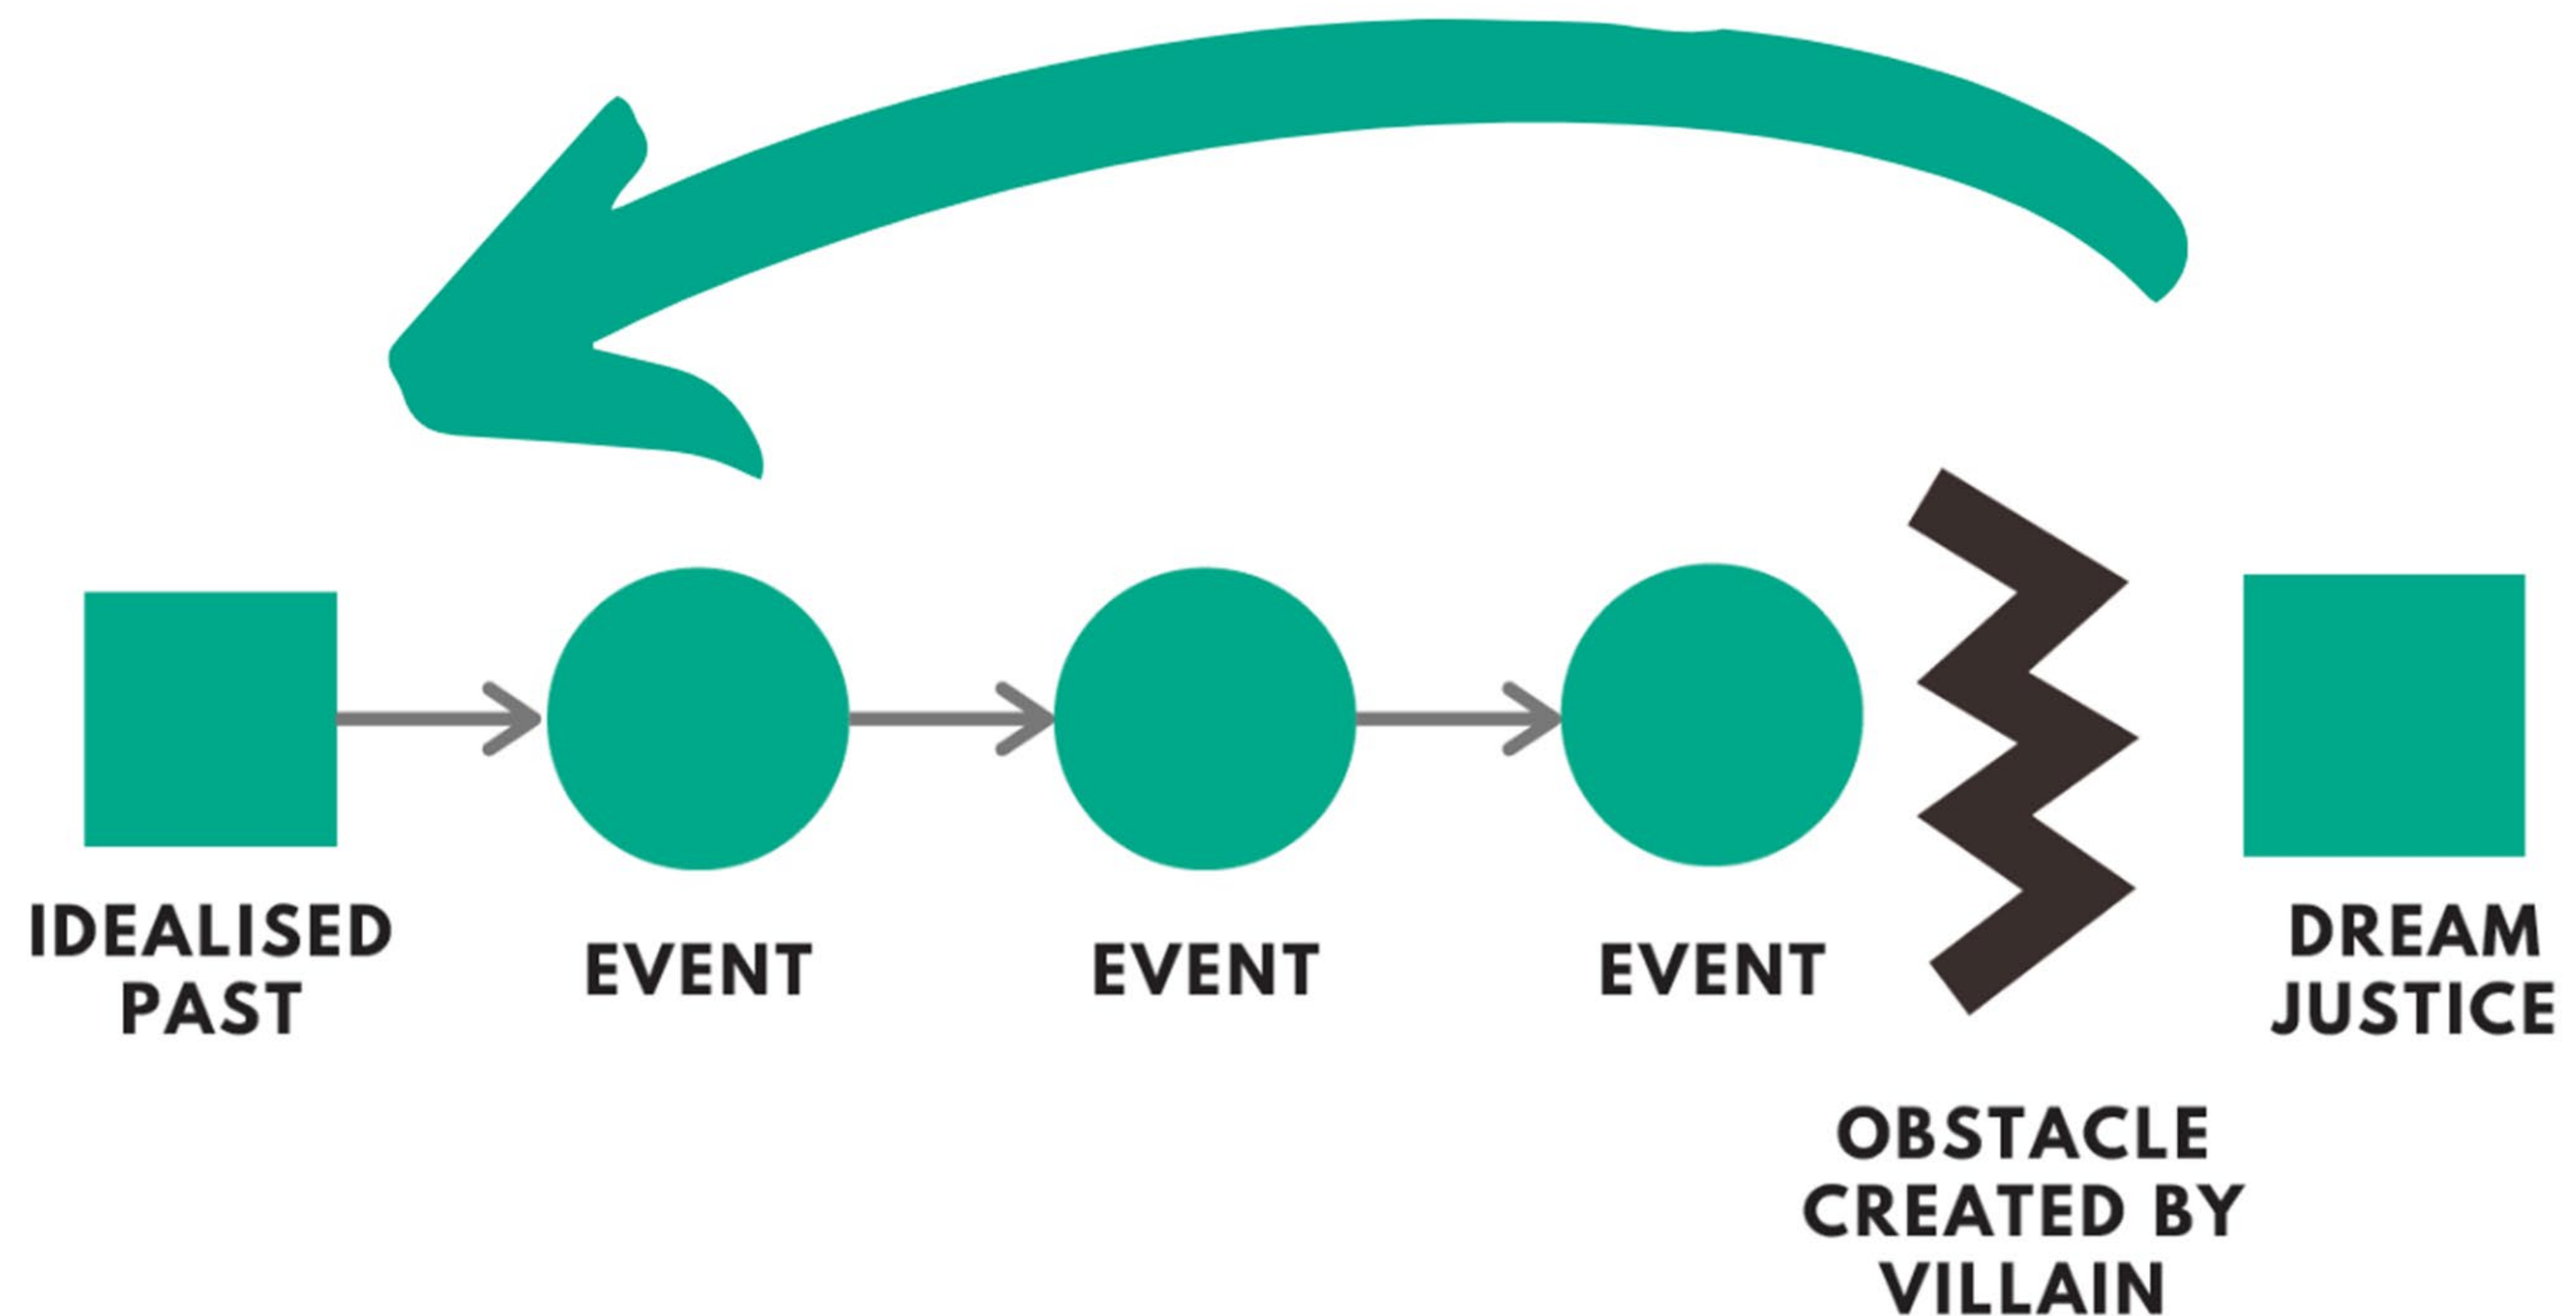 IDEALISED
PAST
EVENT
EVENT
EVENT
OBSTACLE
CREATED BY
VILLAIN
DREAM
JUSTICE